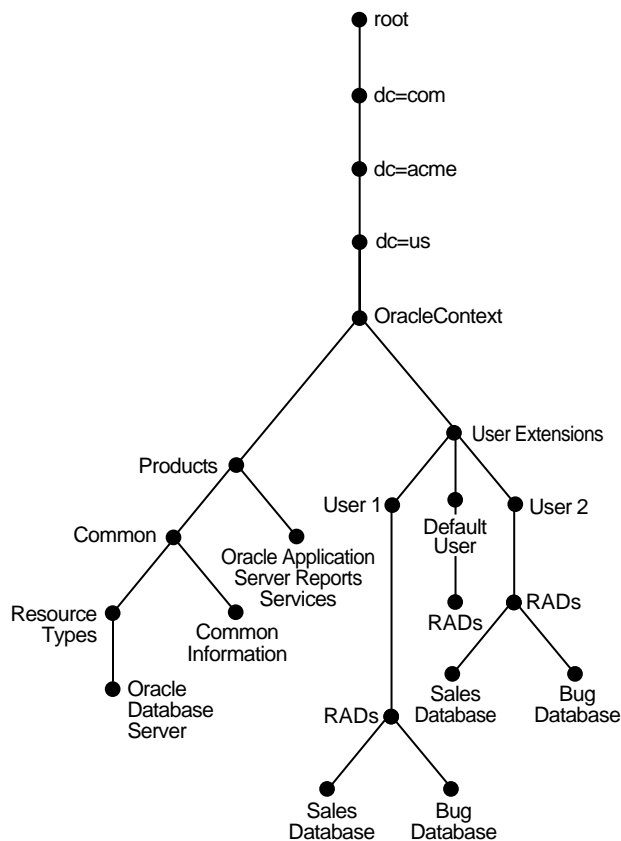 root
dc=com
dc=acme
dc=us
OracleContext
User Extensions
Products
User 1
Default
User
User 2
Common
Oracle Application
Server Reports
Services
Resource
Types
Common
Information
RADs
RADs
Oracle
Database
Server
Sales
Database
Bug
Database
RADs
Sales
Database
Bug
Database